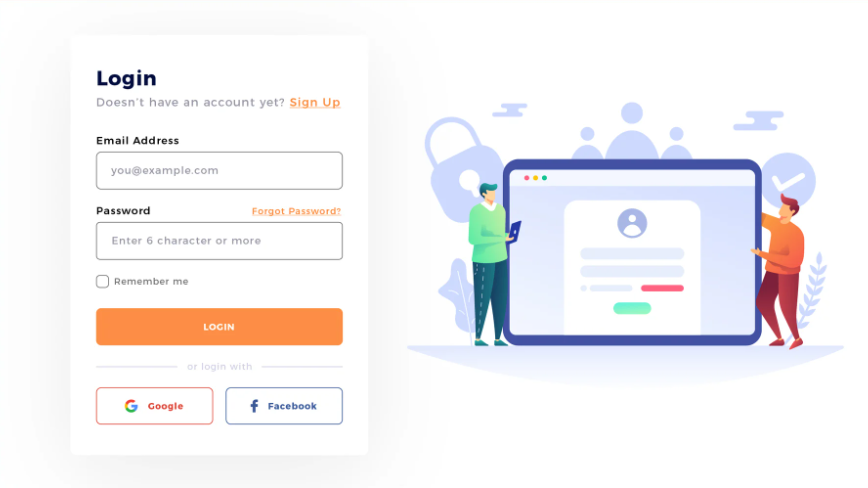 Login
Doesn't have an account yet? Sign Up
Email Address
you@example.com
Password Forgot Password?
Enter 6 character or more
Remember me
LOGIN
or login with
Google Facebook